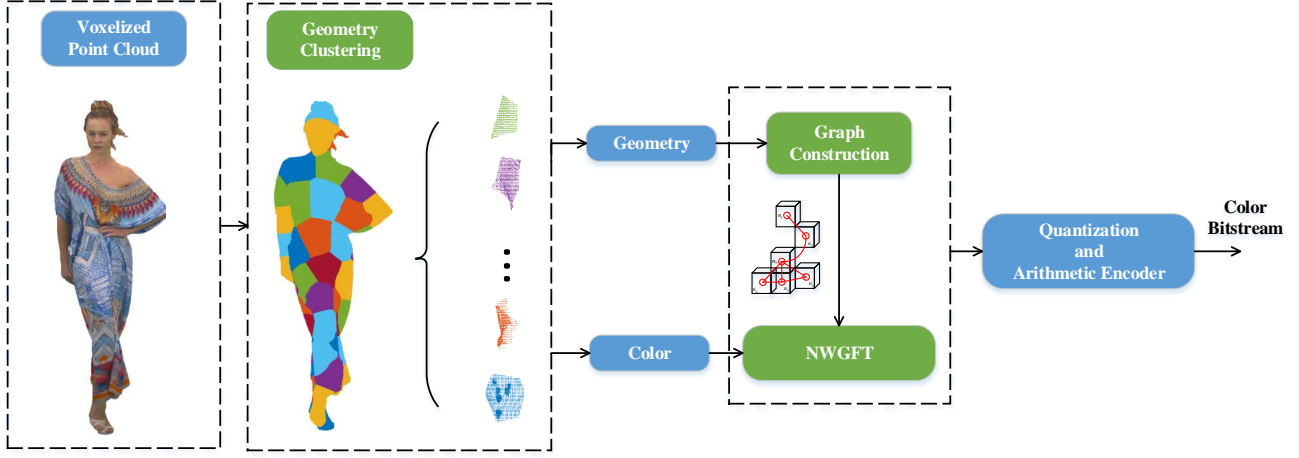 Voxelized
Point Cloud
Geometry
Clustering
Geometry
Graph
Construction
Color
NWGFT
Quantization
and
Arithmetic Encoder
Color
Bitstream